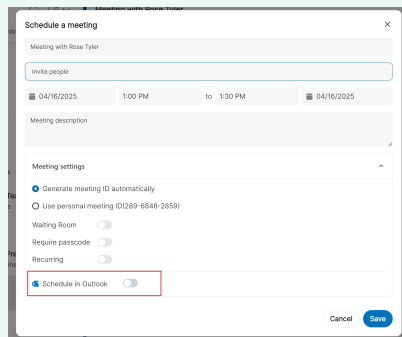 Meeting with Rose Tyler
Schedule a meeting
Meeting with Rose Tyler
Invite people
04/16/2025 1:00 PM to 1:30 PM 04/16/2025
Meeting description
Meeting settings
Generate meeting ID automatically
Use personal meeting ID(289-6848-2859)
Waiting Room
Require passcode
Recurring
Schedule in Outlook
Cancel Save